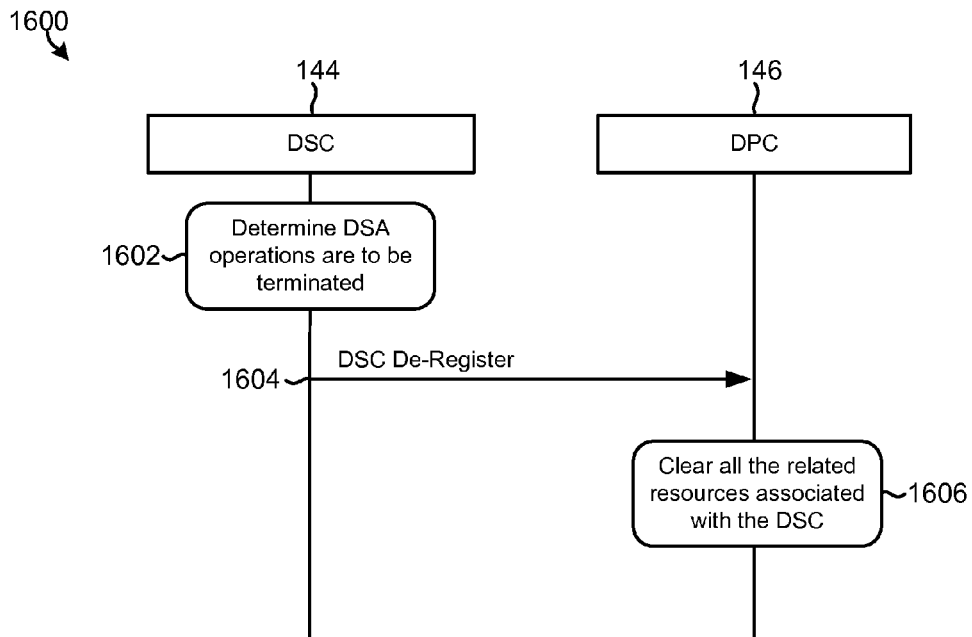 1600
144
146
DSC
DPC
1602
Determine DSA
operations are to be
terminated
DSC De-Register
1604
Clear all the related
resources associated
with the DSC
1606